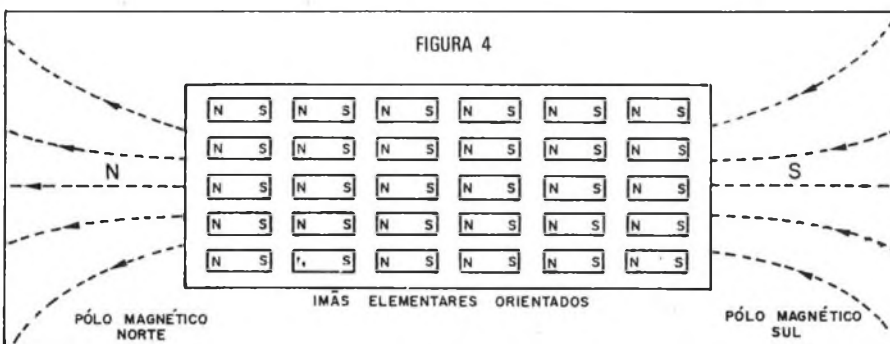 FIGURA 4
N S N S N S N S N S N S
N S N S N S N S N S N S
N
N S N S N S N S N S N S
S
N S N S N S N S N S N S
N S S N S N S N S N S
IMÃS ELEMENTARES ORIENTADOS
PÓLO MAGNÉTICO
NORTE
PÓLO MAGNÉTICO
SUL